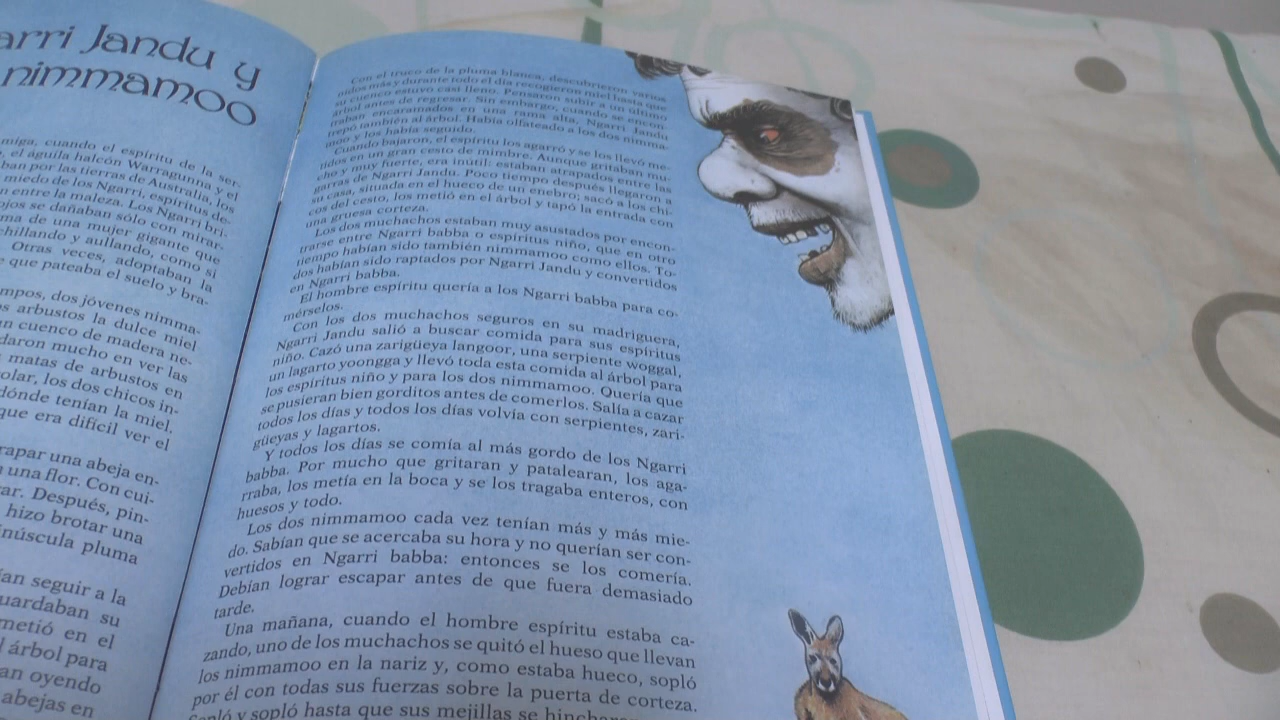 arri Jandu y
nimmamoo
miga, cuando el espíritu de la ser-
, el águila halcón Warragunna y el
ban por las tierras de Australia, los
miedo de los Ngarri, espíritus de-
n entre la maleza. Los Ngarri bri-
ojos se dañaban sólo con mirar-
ma de una mujer gigante que
chillando y aullando, como si
Otras veces, adoptaban la
e que pateaba el suelo y bra-
mpos, dos jóvenes nimma-
s arbustos la dulce miel
n cuenco de madera ne-
daron mucho en ver las
matas de arbustos en
olar, los dos chicos in-
dónde tenían la miel,
que era difícil ver el
rapar una abeja en-
una flor. Con cui-
ar. Después, pin-
hizo brotar una
inúscula pluma
ían seguir a la
uardaban su
metió en el
l árbol para
an oyendo
abejas en
Con el truco de la pluma blanca, descubrieron varios
nidos más y durante todo el día recogieron miel hasta que
su cuenco estuvo casi lleno. Pensaron subir a un último
árbol antes de regresar. Sin embargo, cuando se encon-
traban encaramados en una rama alta, Ngarri Jandu
trepó también al árbol. Había olfateado a los dos nimma-
moo y los había seguido.
Cuando bajaron, el espíritu los agarró y se los llevó me-
tidos en un gran cesto de mimbre. Aunque gritaban mu-
cho y muy fuerte, era inútil: estaban atrapados entre las
garras de Ngarri Jandu. Poco tiempo después llegaron a
su casa, situada en el hueco de un enebro; sacó a los chi-
cos del cesto, los metió en el árbol y tapó la entrada con
una gruesa corteza.
Los dos muchachos estaban muy asustados por encon-
trarse entre Ngarri babba o espíritus niño, que en otro
tiempo habían sido también nimmamoo como ellos. To-
dos habían sido raptados por Ngarri Jandu y convertidos
en Ngarri babba.
El hombre espíritu quería a los Ngarri babba para co-
mérselos.
Con los dos muchachos seguros en su madriguera,
Ngarri Jandu salió a buscar comida para sus espíritus
niño. Cazó una zarigüeya langoor, una serpiente woggal,
un lagarto yoongga y llevó toda esta comida al árbol para
los espíritus niño y para los dos nimmamoo. Quería que
se pusieran bien gorditos antes de comerlos. Salía a cazar
todos los días y todos los días volvía con serpientes, zari-
güeyas y lagartos.
Y todos los días se comía al más gordo de los Ngarri
babba. Por mucho que gritaran y patalearan, los aga-
rraba, los metía en la boca y se los tragaba enteros, con
huesos y todo.
Los dos nimmamoo cada vez tenían más y más mie-
do. Sabían que se acercaba su hora y no querían ser con-
vertidos en Ngarri babba: entonces se los comería.
Debían lograr escapar antes de que fuera demasiado
tarde.
Una mañana, cuando el hombre espíritu estaba ca-
zando, uno de los muchachos se quitó el hueso que llevan
los nimmamoo en la nariz y, como estaba hueco, sopló
por él con todas sus fuerzas sobre la puerta de corteza.
Sopló y sopló hasta que sus mejillas se